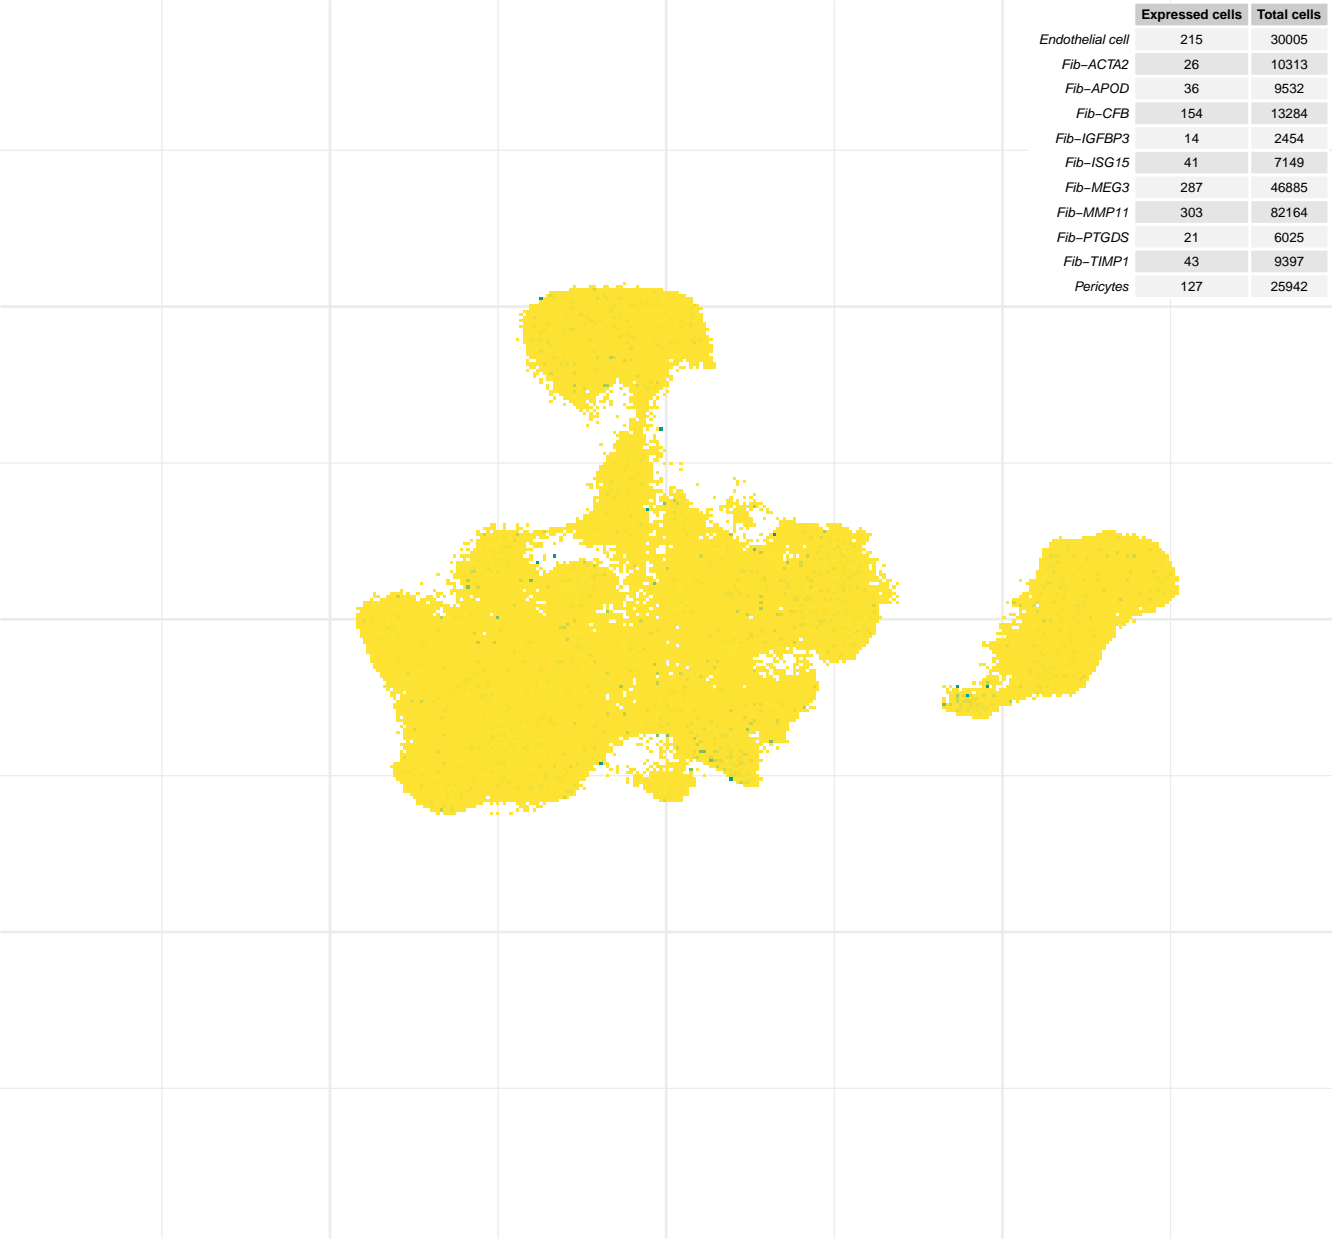 Expressed cells Total cells
Endothelial cell 215 30005
Fib−ACTA2 26 10313
Fib−APOD 36 9532
Fib−CFB 154 13284
Fib−IGFBP3 14 2454
Fib−ISG15 41 7149
Fib−MEG3 287 46885
Fib−MMP11 303 82164
Fib−PTGDS 21 6025
Fib−TIMP1 43 9397
Pericytes 127 25942